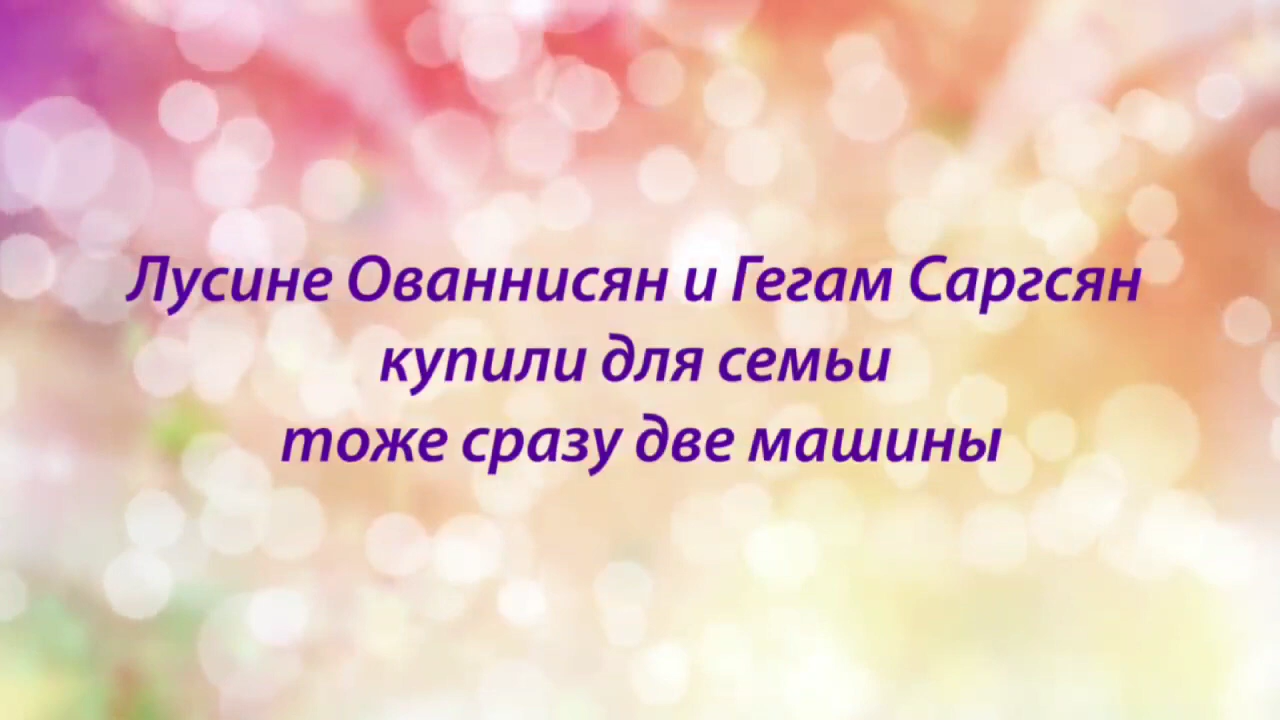 Лусине Ованнисян и Гегам Саргсян
купили для семьи
тоже сразу две машины